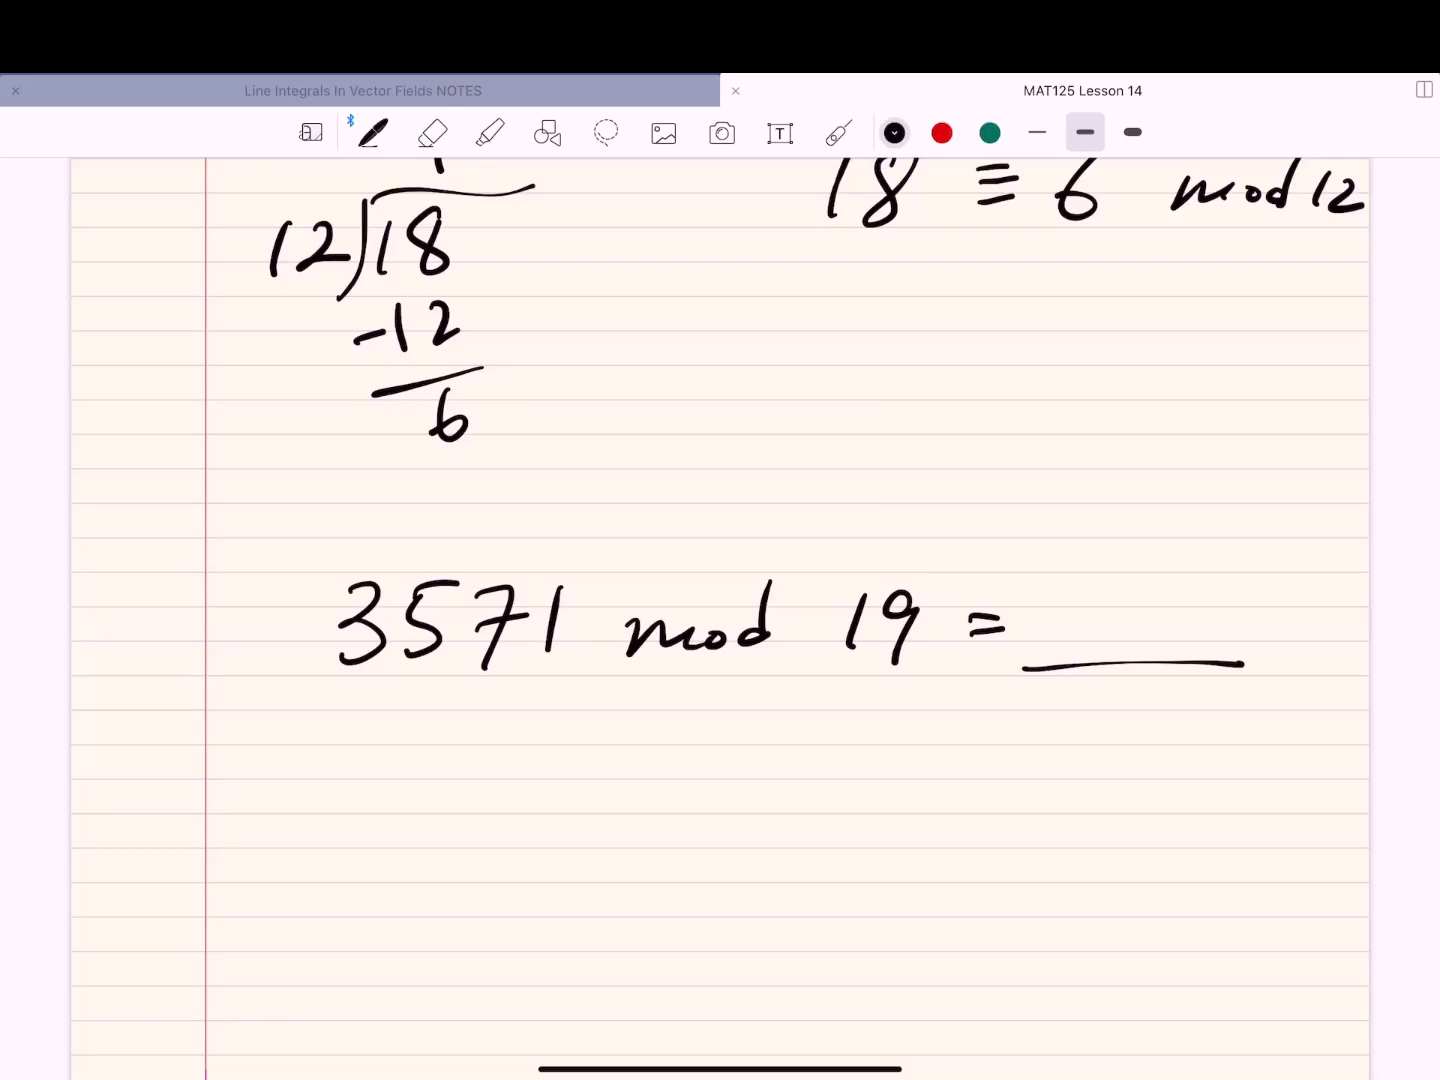 Line Integrals In Vector Fields NOTES
MAT125 Lesson 14
T
18 ≡ 6 mod 12
12)18
-12
6
3571 mod 19 = ____